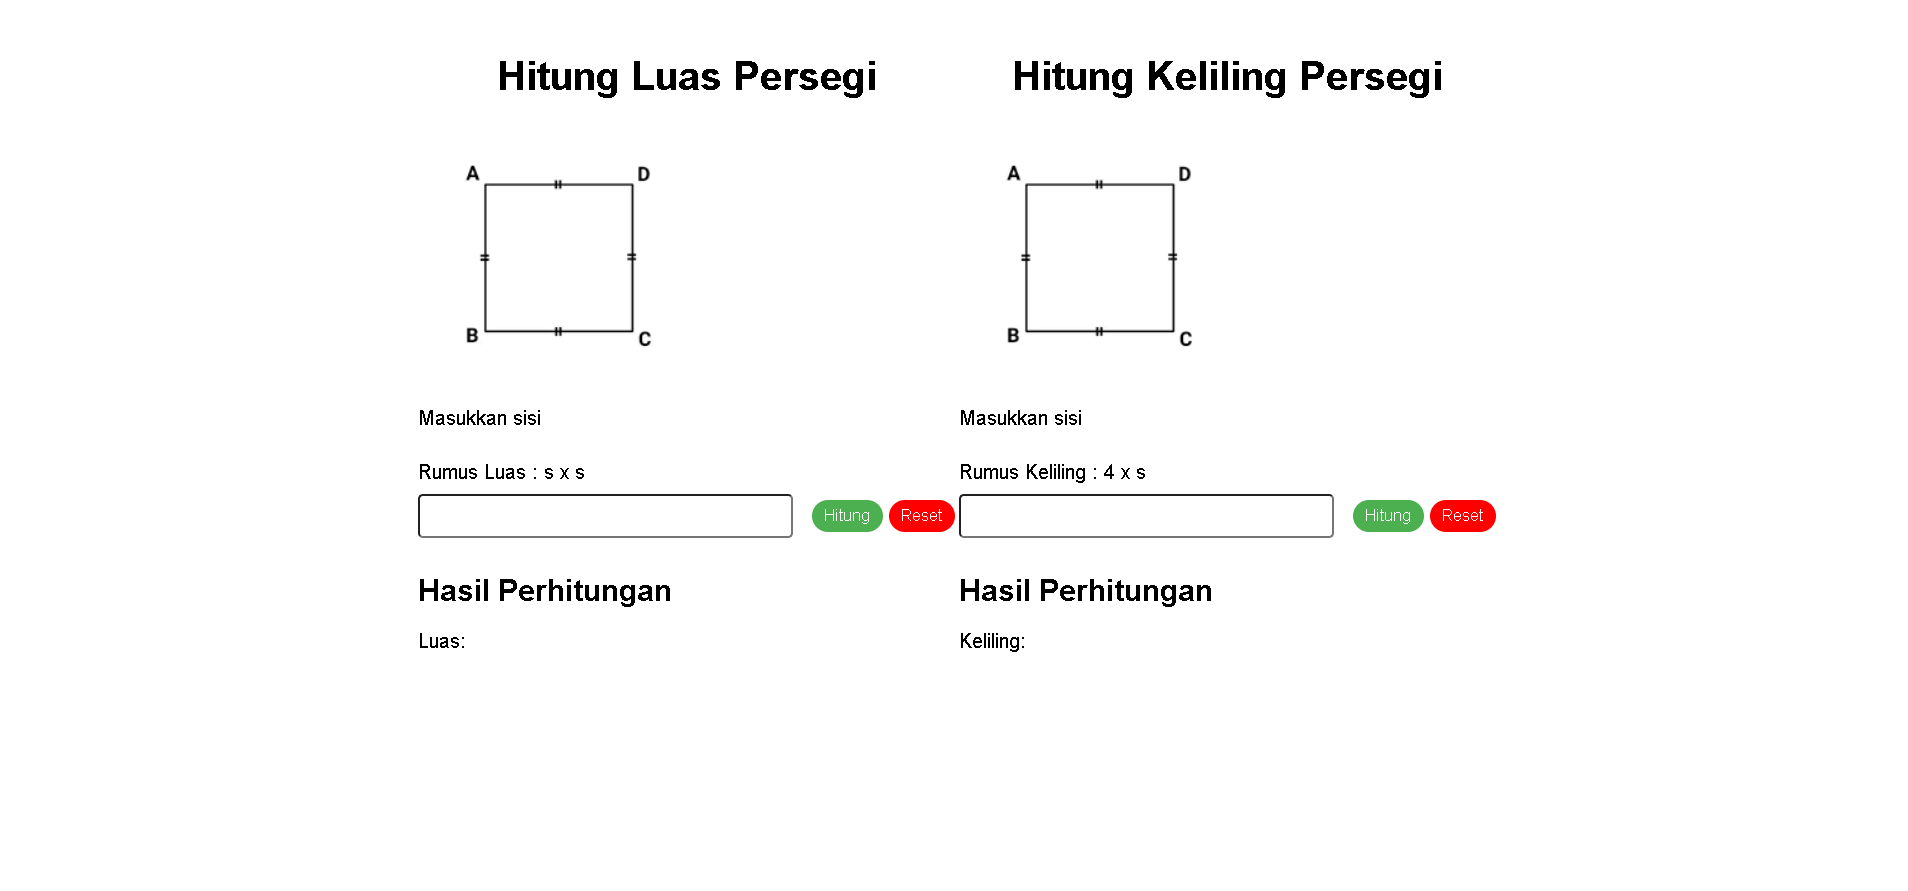 Hitung Luas Persegi
A
D
B
C
Masukkan sisi
Rumus Luas : s x s
Hitung
Reset
Hasil Perhitungan
Luas:
Hitung Keliling Persegi
A
D
B
C
Masukkan sisi
Rumus Keliling : 4 x s
Hitung
Reset
Hasil Perhitungan
Keliling: